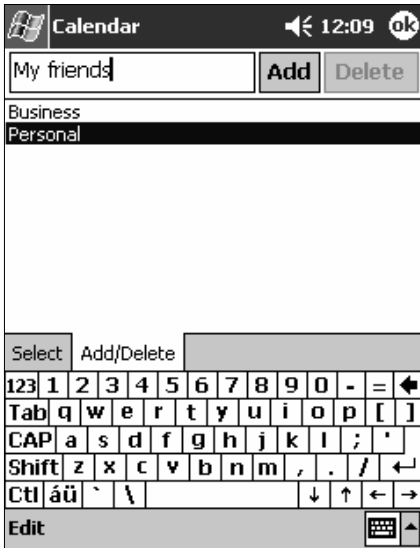 Calendar 12:09 ok
My friends Add Delete
Business
Personal
Select Add/Delete
123 1 2 3 4 5 6 7 8 9 0 - =
Tab q w e r t y u i o p [ ]
CAP a s d f g h j k l ; '
Shift z x c v b n m , . /
Ctl áü ` \ ↓ ↑ ← →
Edit